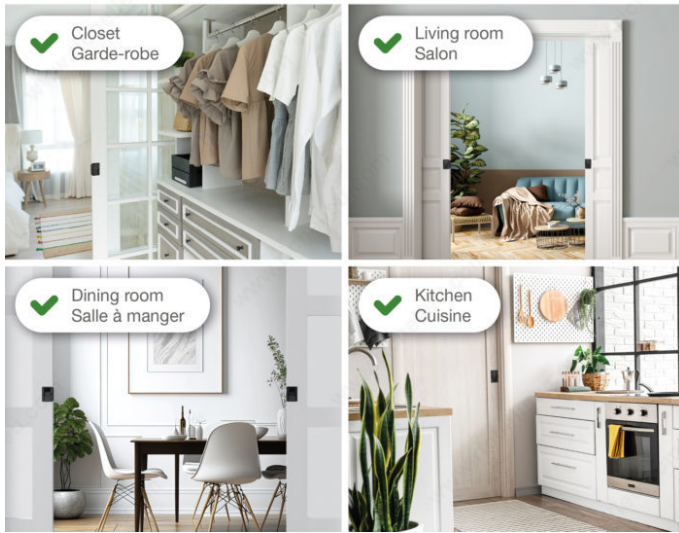 Closet
Garde-robe
Living room
Salon
Dining room
Salle à manger
Kitchen
Cuisine